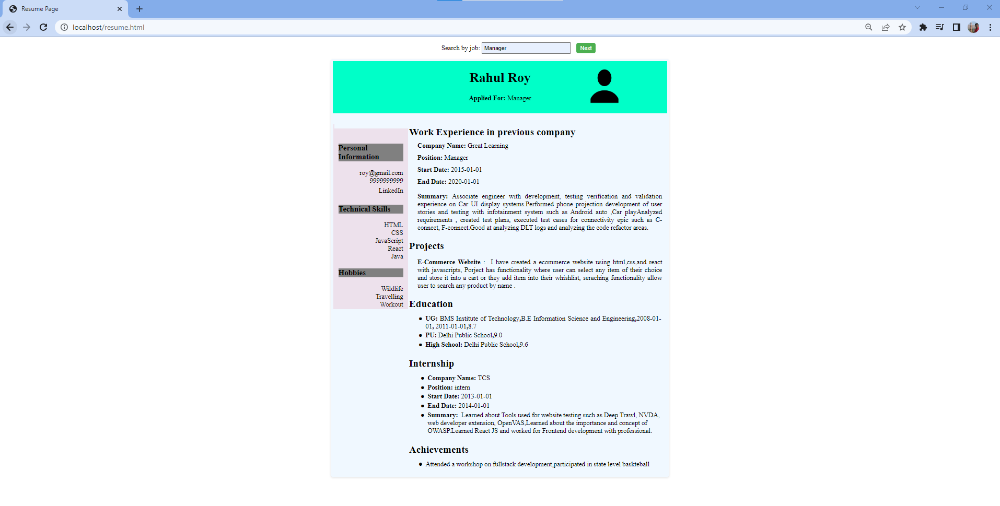 Resume Page
localhost/resume.html
Search by job: Manager Next
Rahul Roy
Applied For: Manager
Personal
Information
roy@gmail.com
9999999999
LinkedIn
Technical Skills
HTML
CSS
JavaScript
React
Java
Hobbies
Wildlife
Travelling
Workout
Work Experience in previous company
Company Name: Great Learning
Position: Manager
Start Date: 2015-01-01
End Date: 2020-01-01
Summary: Associate engineer with development, testing verification and validation
experience on Car UI display systems.Performed phone projection development of user
stories and testing with infotainment system such as Android auto ,Car playAnalyzed
requirements , created test plans, executed test cases for connectivity epic such as C-
connect, F-connect.Good at analyzing DLT logs and analyzing the code refactor areas.
Projects
E-Commerce Website : I have created a ecommerce website using html,css,and react
with javascripts, Porject has functionality where user can select any item of their choice
and store it into a cart or they add item into their whishlist, seraching functionality allow
user to search any product by name .
Education
● UG: BMS Institute of Technology,B.E Information Science and Engineering,2008-01-
01, 2011-01-01,8.7
● PU: Delhi Public School,9.0
● High School: Delhi Public School,9.6
Internship
● Company Name: TCS
● Position: intern
● Start Date: 2013-01-01
● End Date: 2014-01-01
● Summary: Learned about Tools used for website testing such as Deep Trawl, NVDA,
web developer extension, OpenVAS,Learned about the importance and concept of
OWASP.Learned React JS and worked for Frontend development with professional.
Achievements
● Attended a workshop on fullstack development,participated in state level baskteball